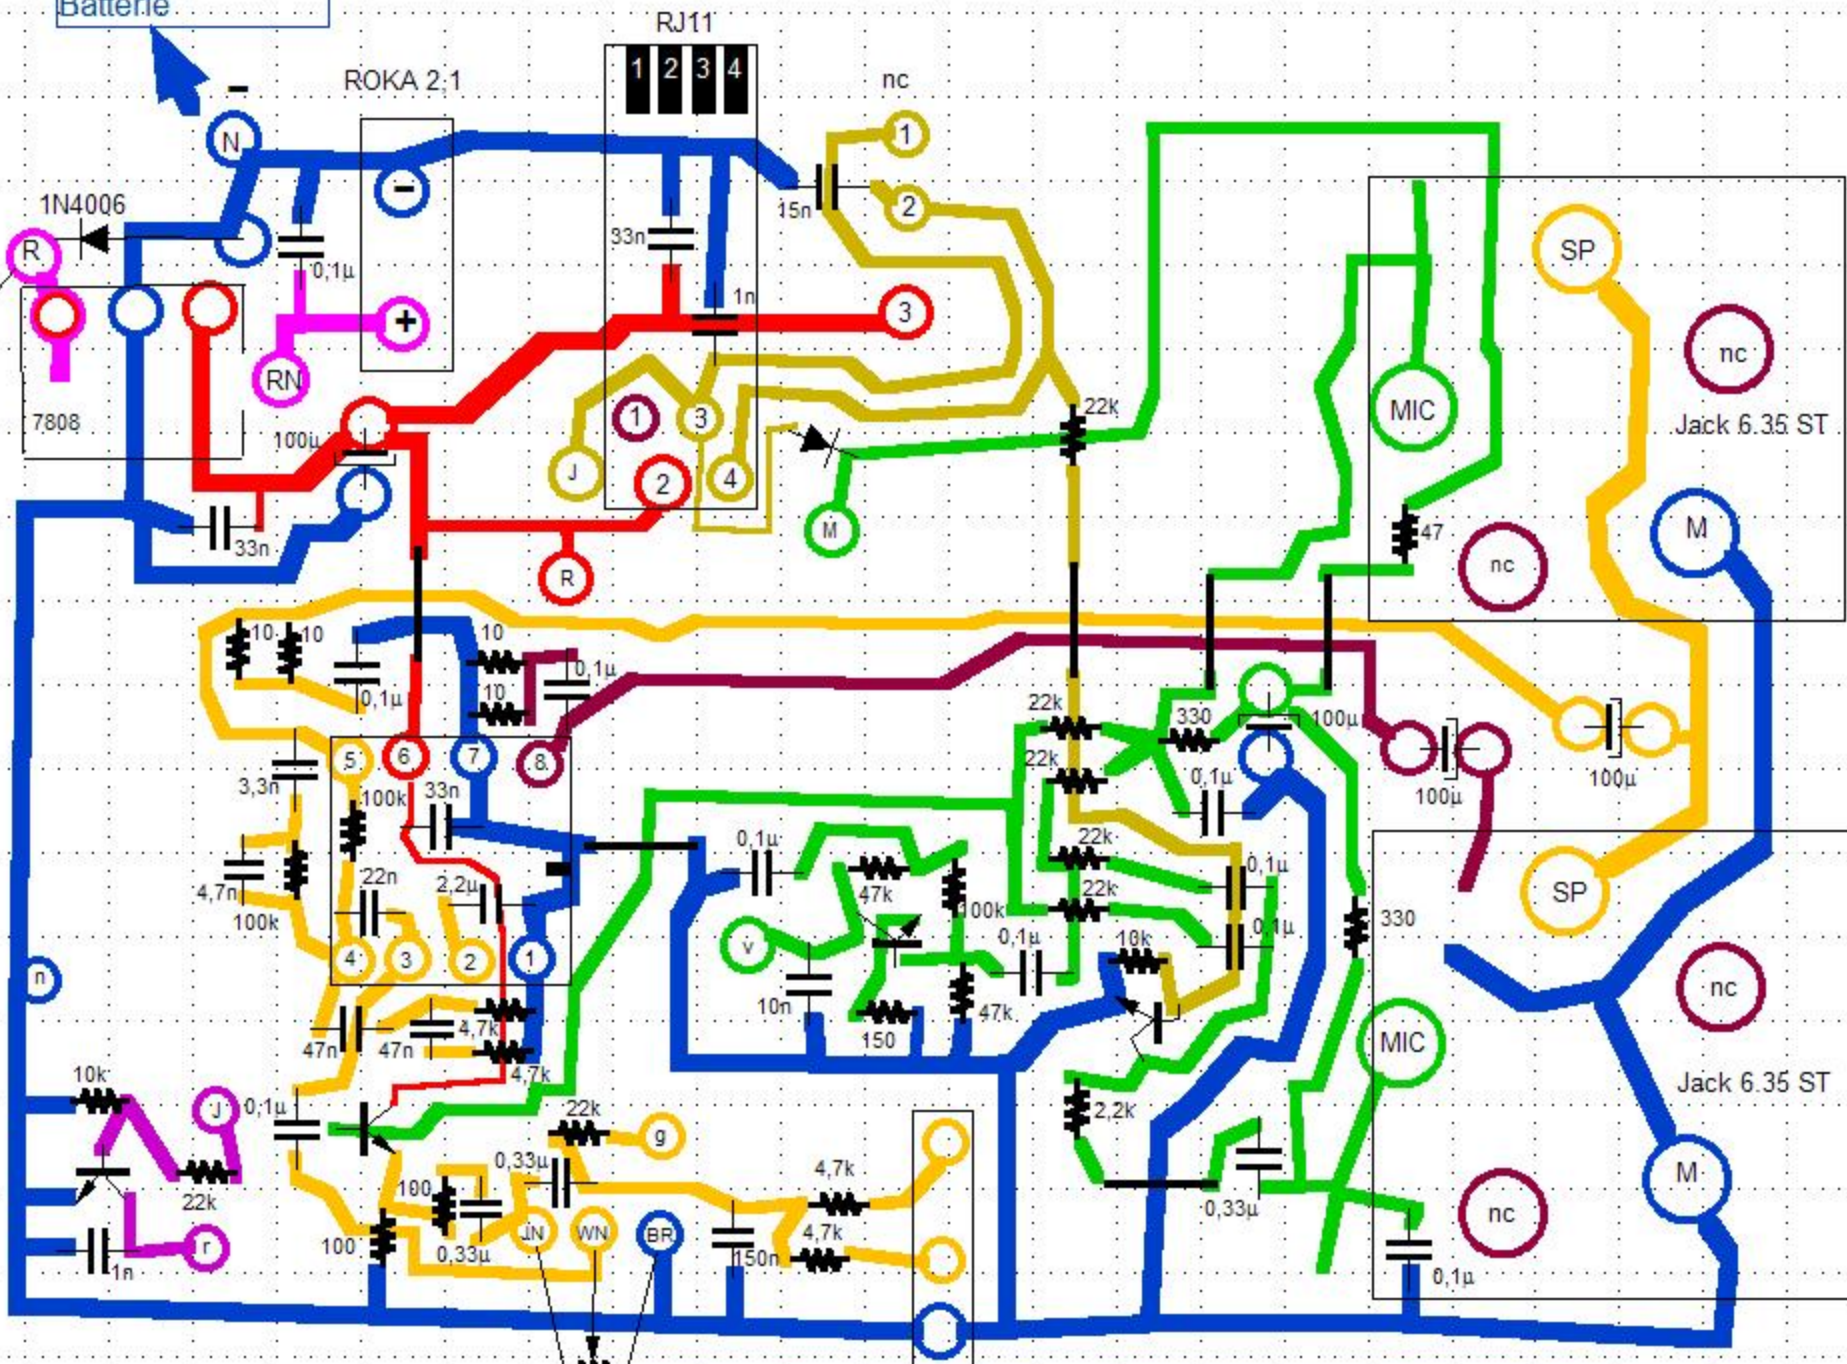 Batterie
RJ11
ROKA 2,1
nc
1 2 3 4
-
N
1
1N4006
-
2
15n
R
33n
SP
0,1µ
1n
+
3
nc
RN
22k
MIC
Jack 6.35 ST
7808
100µ
1
3
J
2
4
M
M
47
33n
nc
R
10
10
10
0,1µ
0,1µ
10
22k
330
100µ
5
6
7
8
22k
0,1µ
100µ
100µ
3,3n
100k
33n
22k
0,1µ
0,1µ
4,7n
22n
2,2µ
47k
22k
SP
100k
100k
0,1µ
0,1µ
330
4
3
2
1
v
10k
n
10n
47k
nc
47n
47n
4,7k
150
MIC
10k
4,7k
Jack 6.35 ST
J
0,1µ
22k
g
2,2k
0,33µ
4,7k
M
22k
100
0,33µ
nc
r
100
0,33µ
JN
WN
BR
4,7k
150n
1n
0,1µ